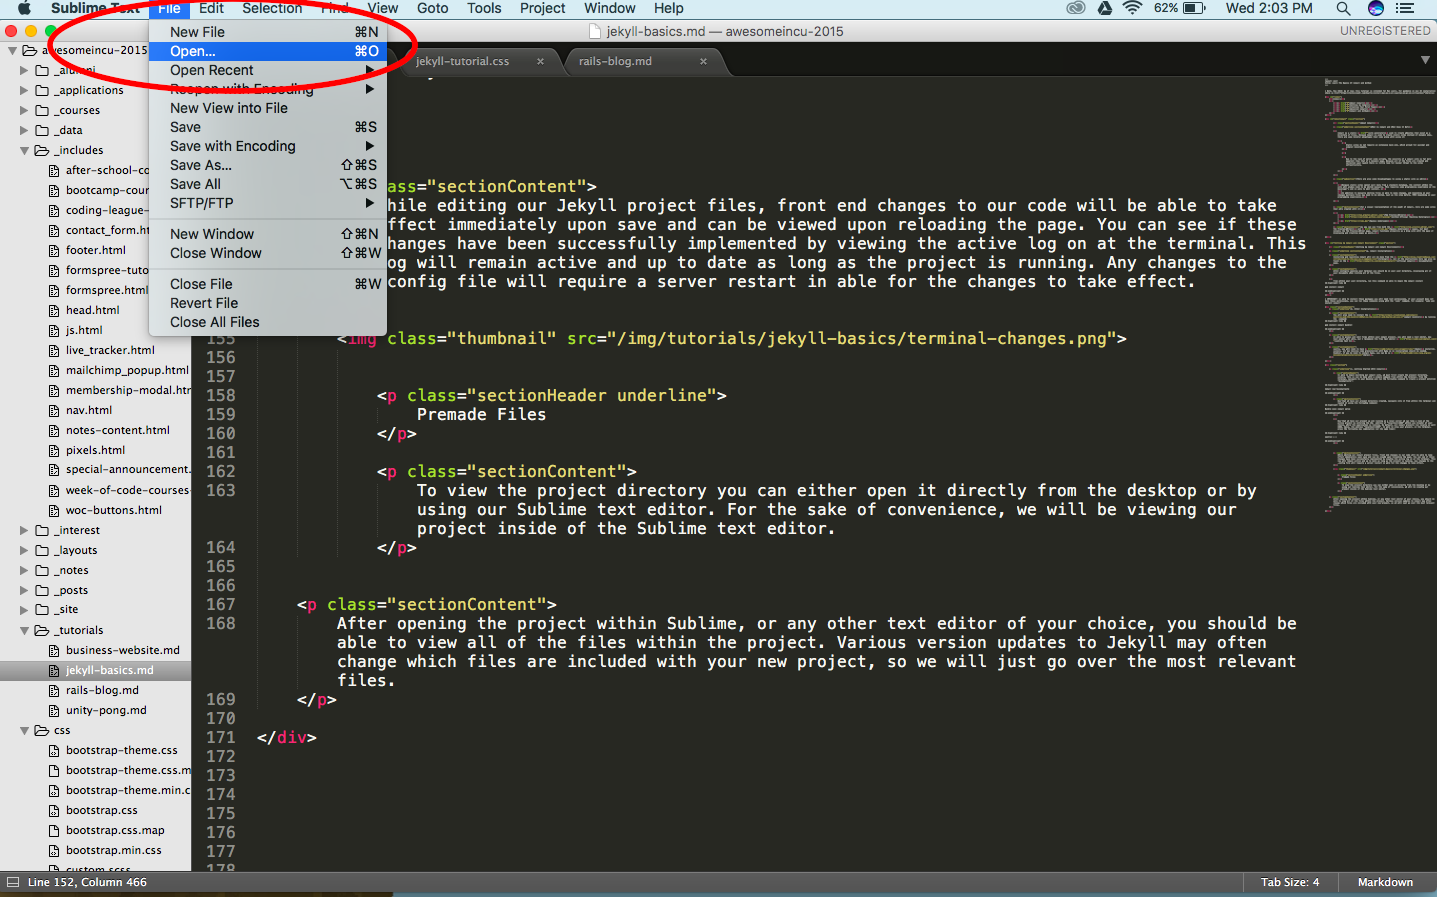 Sublime Text File Edit Selection Find View Goto Tools Project Window Help 62% Wed 2:03 PM
jekyll-basics.md — awesomeincu-2015 UNREGISTERED
jekyll-tutorial.css × rails-blog.md ×
New File ⌘N
Open... ⌘O
Open Recent
Reopen with Encoding
New View into File
Save ⌘S
Save with Encoding
Save As... ⇧⌘S
Save All ⌥⌘S
SFTP/FTP
New Window ⇧⌘N
Close Window ⇧⌘W
Close File ⌘W
Revert File
Close All Files
awesomeincu-2015
_alumni
_applications
_courses
_data
_includes
after-school-co
bootcamp-cour
coding-league-
contact_form.ht
footer.html
formspree-tuto
formspree.html
head.html
js.html
live_tracker.html
mailchimp_popup.html
membership-modal.htm
nav.html
notes-content.html
pixels.html
special-announcement.
week-of-code-courses-
woc-buttons.html
_interest
_layouts
_notes
_posts
_site
_tutorials
business-website.md
jekyll-basics.md
rails-blog.md
unity-pong.md
css
bootstrap-theme.css
bootstrap-theme.css.m
bootstrap-theme.min.c
bootstrap.css
bootstrap.css.map
bootstrap.min.css
custom.scss
ass="sectionContent">
hile editing our Jekyll poject files, front end changes to our code will be able to take
ffect immediately upon save and can be viewed upon reloading the page. You can see if these
hanges have been successfully implemented by viewing the active log on at the terminal. This
og will remain active and up to date as long as the project is running. Any changes to the
config file will require a server restart in able for the changes to take effect.
155 <img class="thumbnail" src="/img/tutorials/jekyll-basics/terminal-changes.png">
156
157
158 <p class="sectionHeader underline">
159 Premade Files
160 </p>
161
162 <p class="sectionContent">
163 To view the project directory you can either open it directly from the desktop or by
using our Sublime text editor. For the sake of convenience, we will be viewing our
project inside of the Sublime text editor.
164 </p>
165
166
167 <p class="sectionContent">
168 After opening the project within Sublime, or any other text editor of your choice, you should be
able to view all of the files within the project. Various version updates to Jekyll may often
change which files are included with your new project, so we will just go over the most relevant
files.
169 </p>
170
171 </div>
172
173
174
175
176
177
178
Line 152, Column 466 Tab Size: 4 Markdown